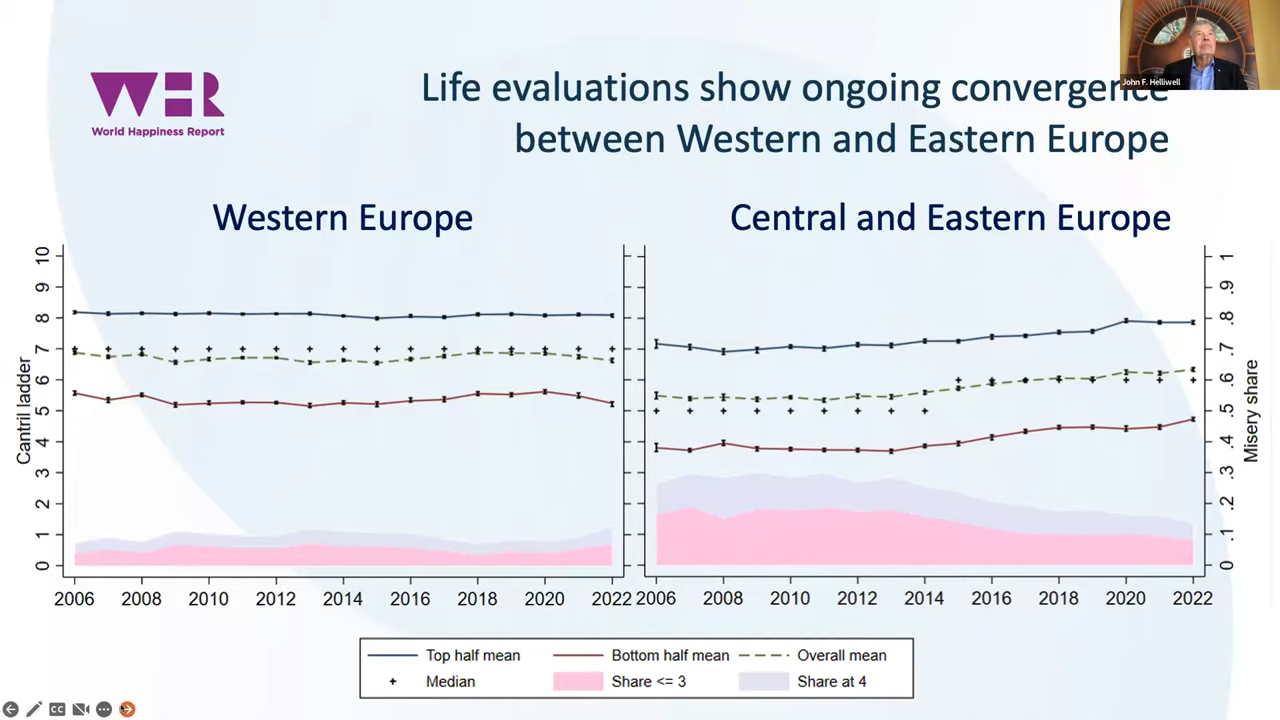 John F. Helliwell
WHR
World Happiness Report
Life evaluations show ongoing convergence
between Western and Eastern Europe
Western Europe
Central and Eastern Europe
Cantril ladder
10
9
8
7
6
5
4
3
2
1
0
2006 2008 2010 2012 2014 2016 2018 2020 2022
2006 2008 2010 2012 2014 2016 2018 2020 2022
1
.9
.8
.7
.6
.5
.4
.3
.2
.1
0
Misery share
Top half mean
Bottom half mean
Overall mean
Median
Share <= 3
Share at 4
CC